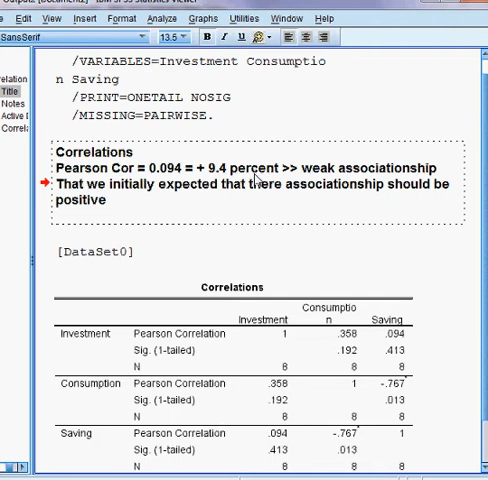 Edit View Insert Format Analyze Graphs Utilities Window Help
SansSerif 13.5 B I U
/VARIABLES=Investment Consumptio
n Saving
/PRINT=ONETAIL NOSIG
/MISSING=PAIRWISE.
Title
Notes
Correlations
Pearson Cor = 0.094 = + 9.4 percent >> weak associationship
That we initially expected that there associationship should be
positive
[DataSet0]
Correlations
Investment Consumptio
n Saving
Investment Pearson Correlation 1 .358 .094
Sig. (1-tailed) .192 .413
N 8 8 8
Consumption Pearson Correlation .358 1 -.767*
Sig. (1-tailed) .192 .013
N 8 8 8
Saving Pearson Correlation .094 -.767* 1
Sig. (1-tailed) .413 .013
N 8 8 8